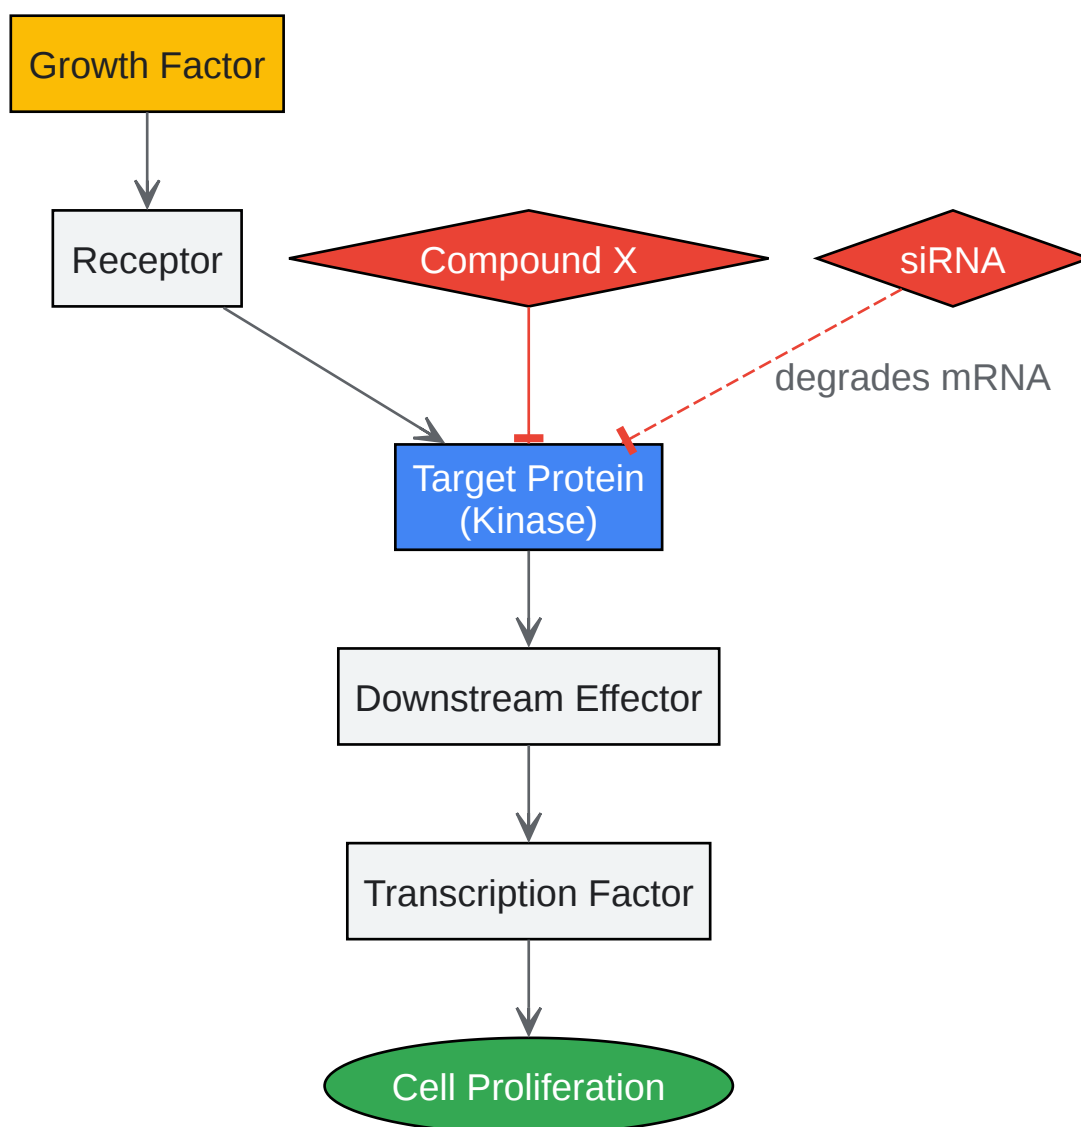 Growth Factor
Receptor
Compound X
siRNA
degrades mRNA
Target Protein
(Kinase)
Downstream Effector
Transcription Factor
Cell Proliferation